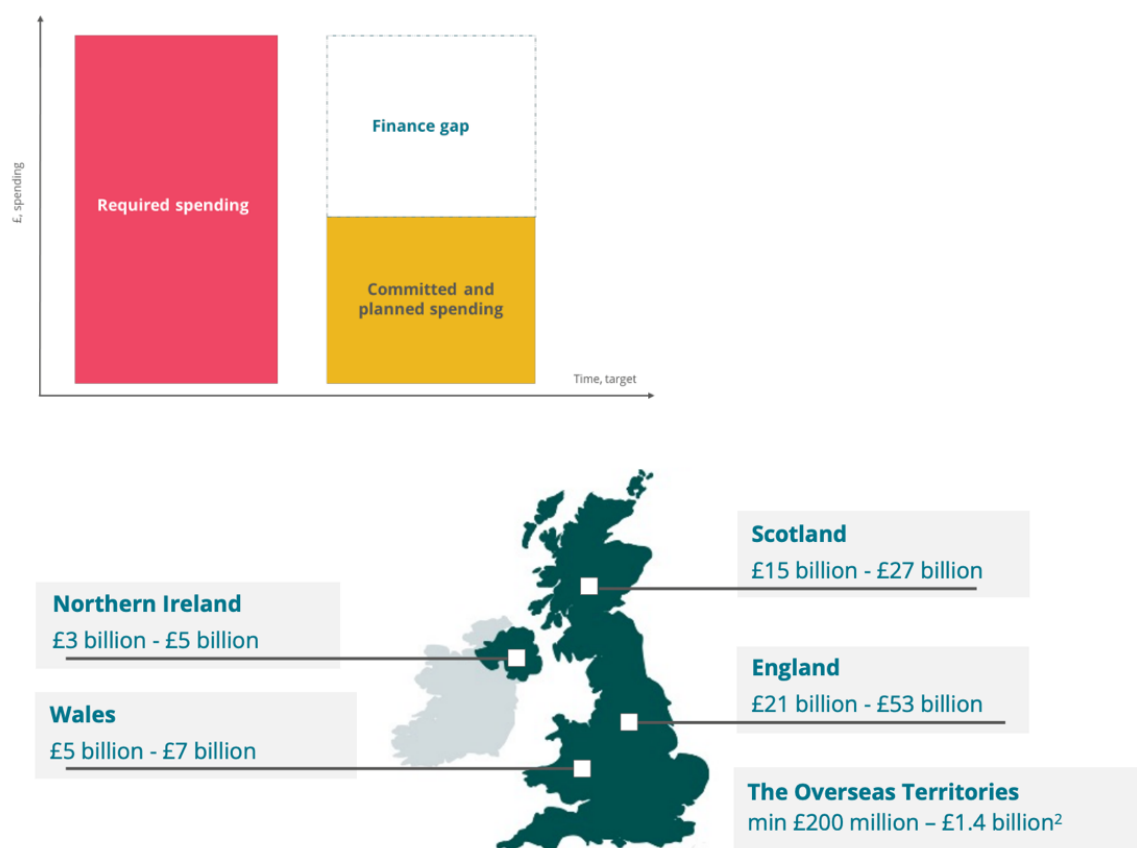 £, spending
Required spending
Finance gap
Committed and
planned spending
Time, target
Scotland
£15 billion - £27 billion
Northern Ireland
£3 billion - £5 billion
England
£21 billion - £53 billion
Wales
£5 billion - £7 billion
The Overseas Territories
min £200 million – £1.4 billion²